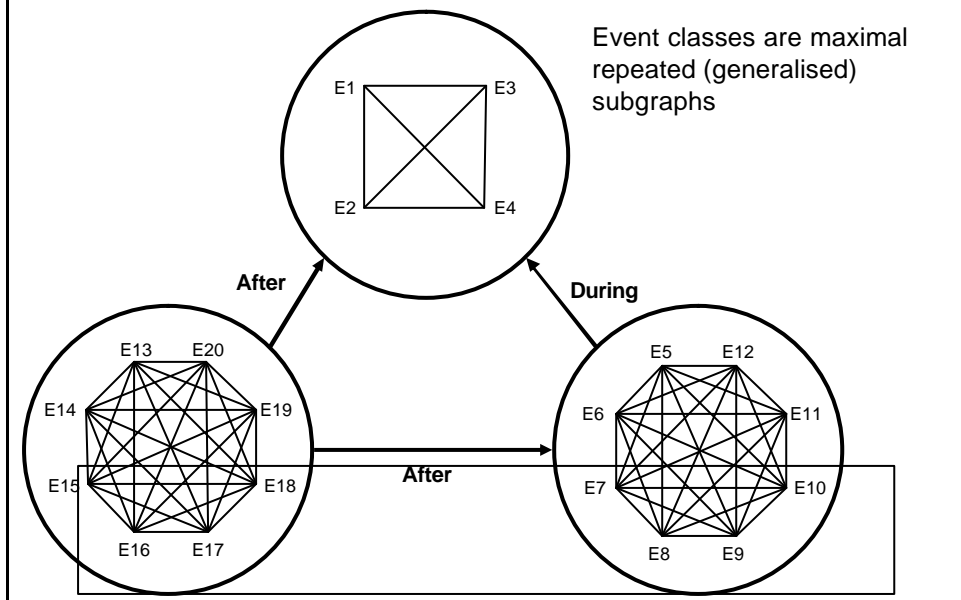 Event classes are maximal
repeated (generalised)
subgraphs
E1
E3
E2
E4
After
During
E13
E20
E14
E19
E15
E18
E16
E17
After
E5
E12
E6
E11
E7
E10
E8
E9